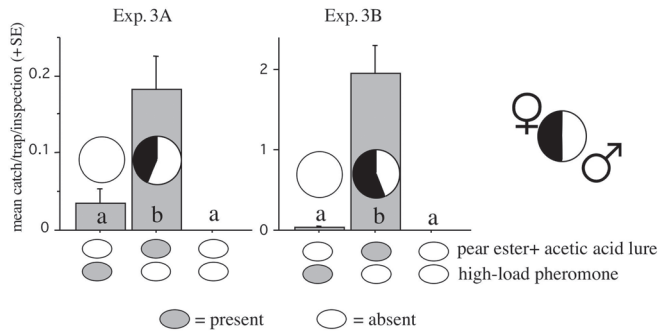 Exp. 3A
Exp. 3B
mean catch/trap/inspection (+SE)
0.2
0.1
0
a
b
a
2
1
0
a
b
a
♀
♂
pear ester+ acetic acid lure
high-load pheromone
= present
= absent